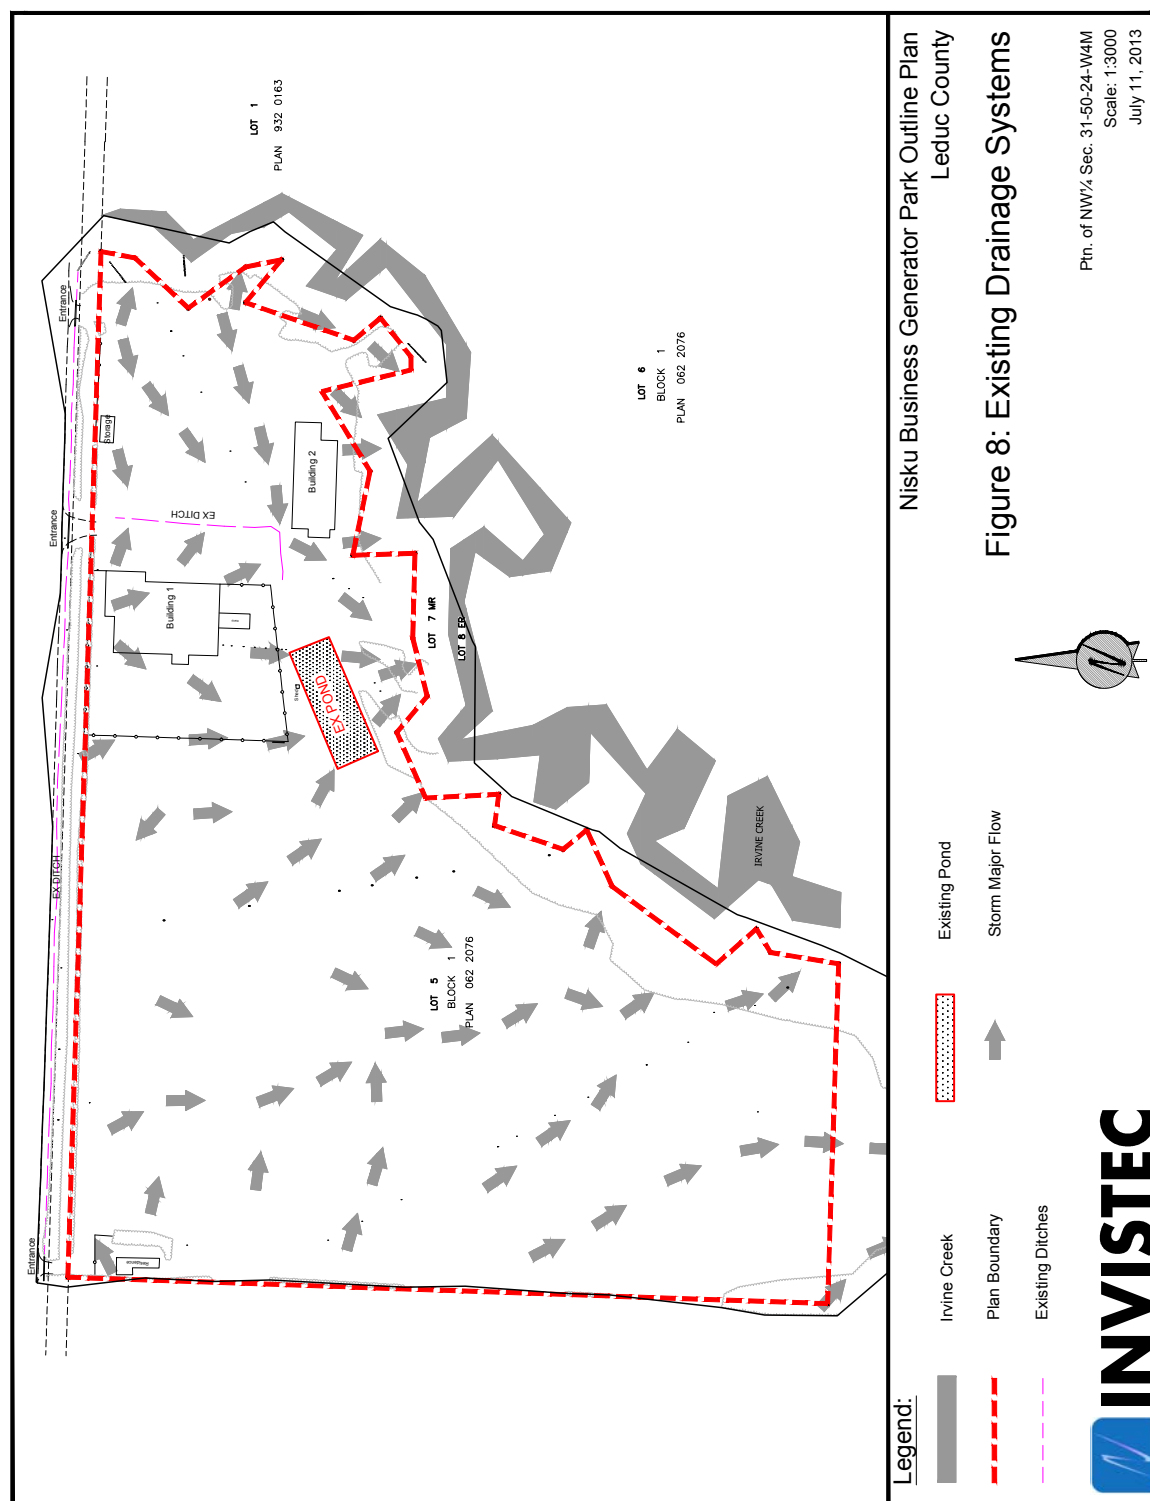 Nisku Business Generator Park Outline Plan
Leduc County
Figure 8: Existing Drainage Systems
Ptn. of NW¼ Sec. 31-50-24-W4M
Scale: 1:3000
July 11, 2013
LOT 1
PLAN 932 0163
LOT 6
BLOCK 1
PLAN 062 2076
LOT 5
BLOCK 1
PLAN 062 2076
LOT 7 MR
LOT 8 ER
IRVINE CREEK
Entrance
Entrance
Entrance
EX DITCH
EX DITCH
Storage
Building 1
Building 2
EX POND
Residence
Legend:
Irvine Creek
Plan Boundary
Existing Ditches
Existing Pond
Storm Major Flow
N
INVISTEC